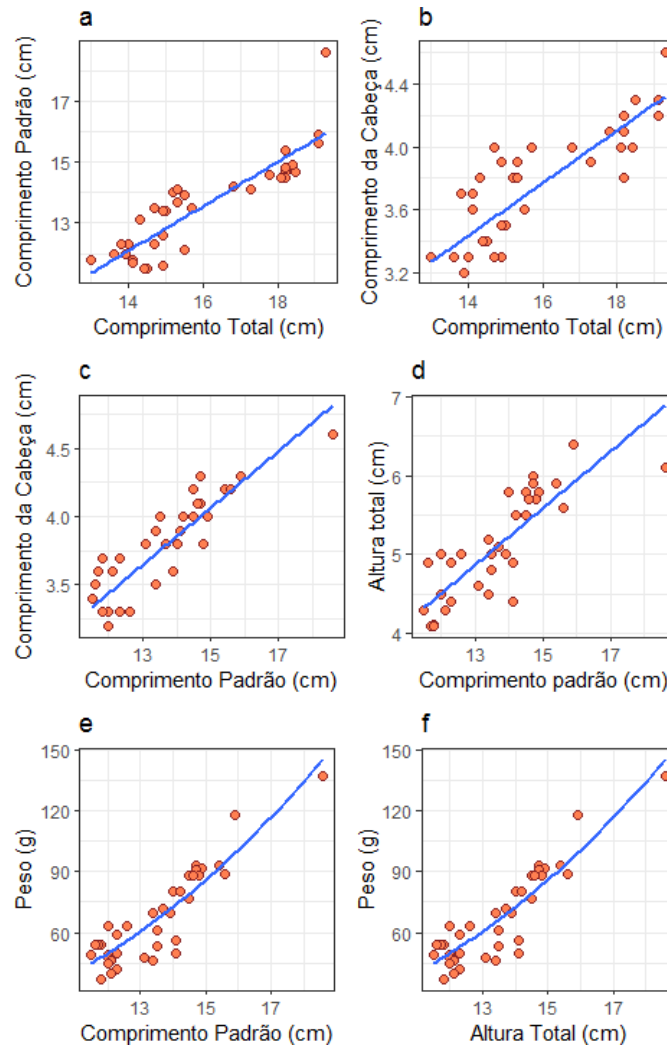 a
Comprimento Padrão (cm)
17
15
13
14 16 18
Comprimento Total (cm)
b
Comprimento da Cabeça (cm)
4.4
4.0
3.6
3.2
14 16 18
Comprimento Total (cm)
c
Comprimento da Cabeça (cm)
4.5
4.0
3.5
13 15 17
Comprimento Padrão (cm)
d
Altura total (cm)
7
6
5
4
13 15 17
Comprimento padrão (cm)
e
Peso (g)
150
120
90
60
13 15 17
Comprimento Padrão (cm)
f
Peso (g)
150
120
90
60
13 15 17
Altura Total (cm)